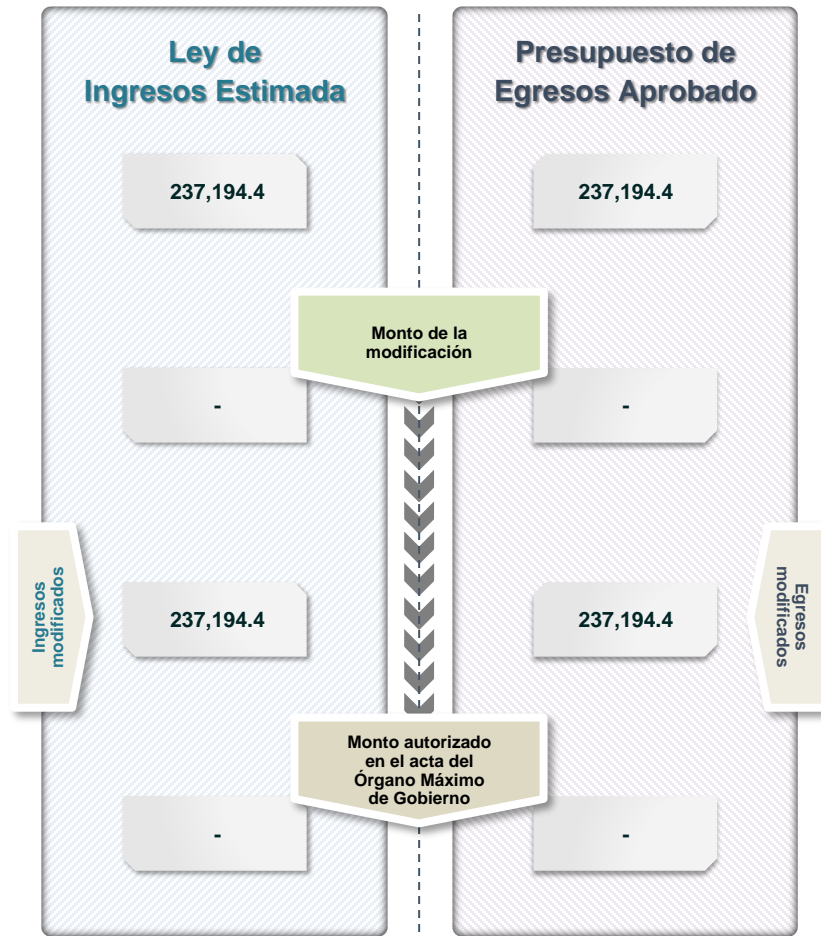 Ley de
Ingresos Estimada
Presupuesto de
Egresos Aprobado
237,194.4
237,194.4
Monto de la
modificación
-
-
Ingresos
modificados
237,194.4
237,194.4
Egresos
modificados
Monto autorizado
en el acta del
Órgano Máximo
de Gobierno
-
-